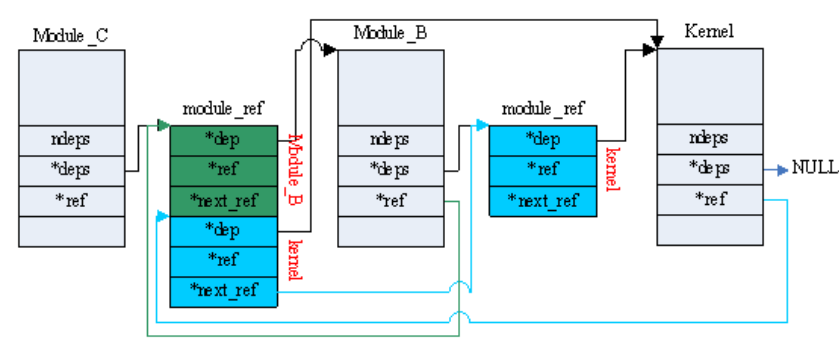 Module_C
ndeps
*deps
*ref
module_ref
*dep
*ref
*next_ref
*dep
*ref
*next_ref
Module_B
kernel
Module_B
ndeps
*deps
*ref
module_ref
*dep
*ref
*next_ref
kernel
Kernel
ndeps
*deps
*ref
NULL